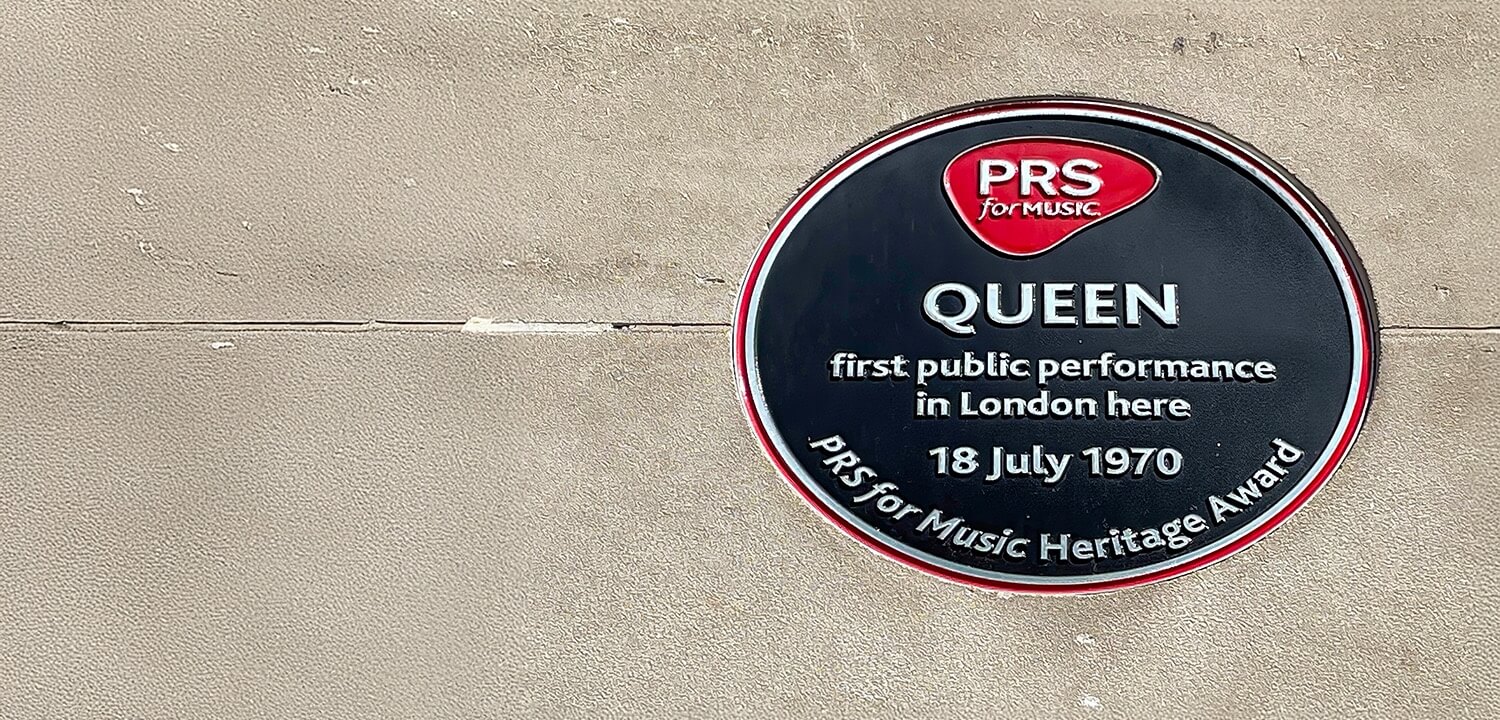 PRS
for MUSIC
QUEEN
first public performance
in London here
18 July 1970
PRS for Music Heritage Award